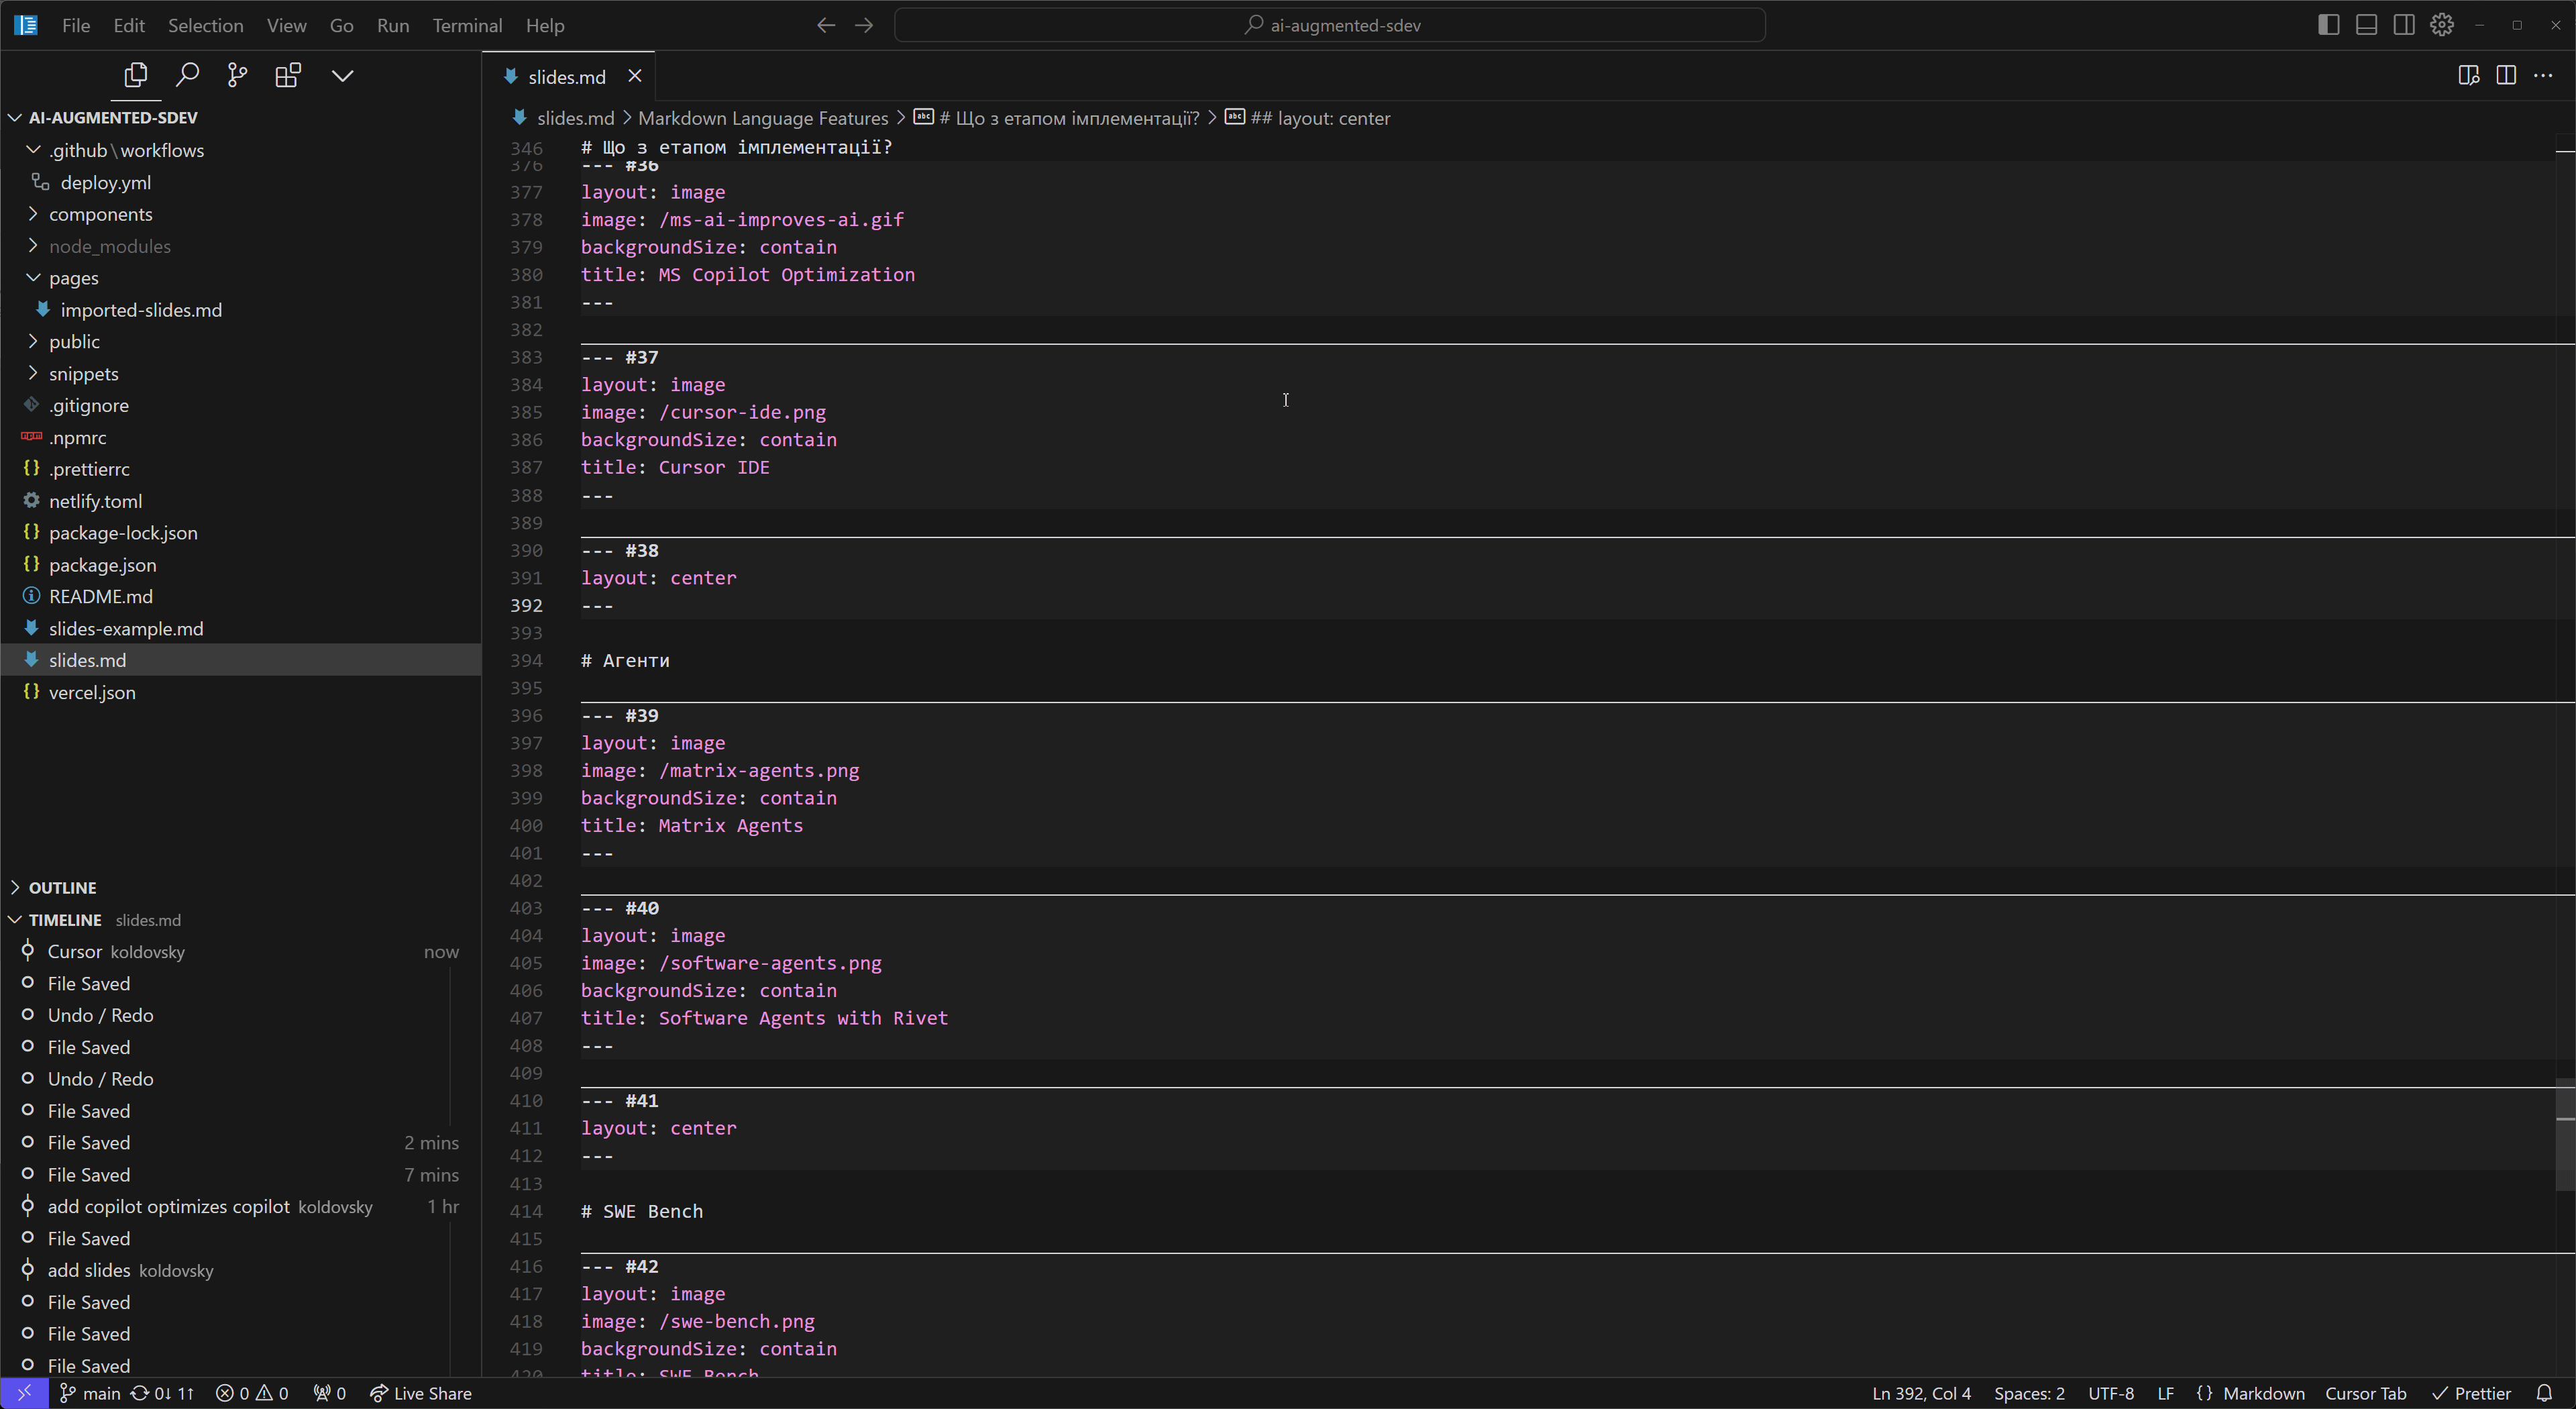 File Edit Selection View Go Run Terminal Help
ai-augmented-sdev
AI-AUGMENTED-SDEV
.github\workflows
deploy.yml
components
node_modules
pages
imported-slides.md
public
snippets
.gitignore
.npmrc
.prettierrc
netlify.toml
package-lock.json
package.json
README.md
slides-example.md
slides.md
vercel.json
OUTLINE
TIMELINE slides.md
Cursor koldovsky now
File Saved
Undo / Redo
File Saved
Undo / Redo
File Saved
File Saved 2 mins
File Saved 7 mins
add copilot optimizes copilot koldovsky 1 hr
File Saved
add slides koldovsky
File Saved
File Saved
File Saved
slides.md
slides.md > Markdown Language Features > # Що з етапом імплементації? > ## layout: center
346 # Що з етапом імплементації?
376 --- #36
377 layout: image
378 image: /ms-ai-improves-ai.gif
379 backgroundSize: contain
380 title: MS Copilot Optimization
381 ---
382
383 --- #37
384 layout: image
385 image: /cursor-ide.png
386 backgroundSize: contain
387 title: Cursor IDE
388 ---
389
390 --- #38
391 layout: center
392 ---
393
394 # Агенти
395
396 --- #39
397 layout: image
398 image: /matrix-agents.png
399 backgroundSize: contain
400 title: Matrix Agents
401 ---
402
403 --- #40
404 layout: image
405 image: /software-agents.png
406 backgroundSize: contain
407 title: Software Agents with Rivet
408 ---
409
410 --- #41
411 layout: center
412 ---
413
414 # SWE Bench
415
416 --- #42
417 layout: image
418 image: /swe-bench.png
419 backgroundSize: contain
420 title: SWE Bench
main 0↓ 1↑ 0 0 0 Live Share
Ln 392, Col 4 Spaces: 2 UTF-8 LF {} Markdown Cursor Tab Prettier